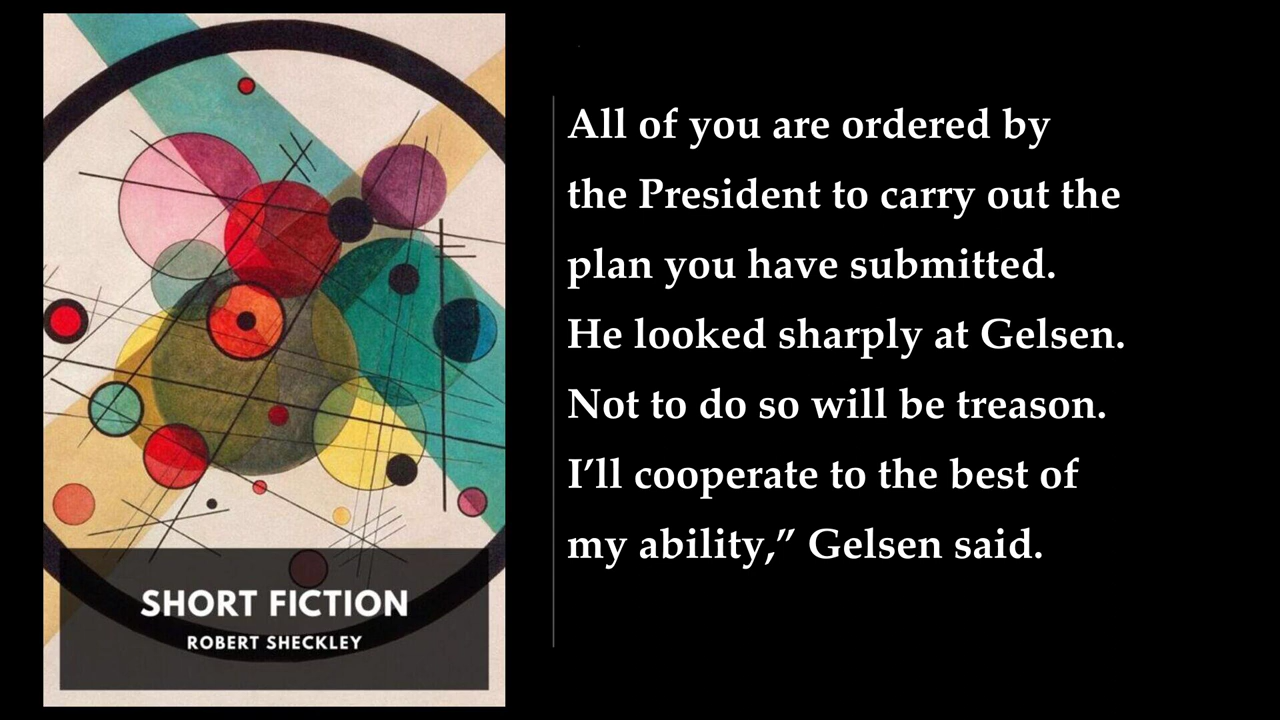 SHORT FICTION
ROBERT SHECKLEY
All of you are ordered by
the President to carry out the
plan you have submitted.
He looked sharply at Gelsen.
Not to do so will be treason.
I’ll cooperate to the best of
my ability,” Gelsen said.